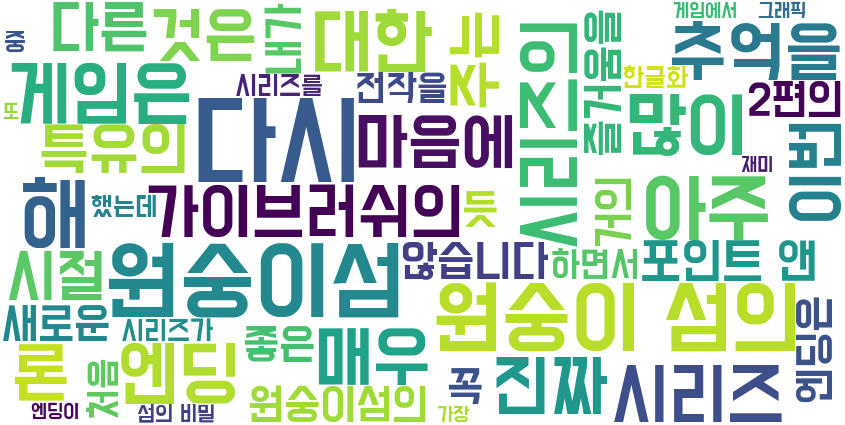 중
다른
것은
내가
대한
자큐
시리즈의
즐거움을
게임에서
그래픽
추억을
또
게임은
시리즈를
전작을
한글화
2편의
특유의
다시
마음에
많이
재미
이번
해
했는데
가이브러쉬의
듯
거의
아주
시절
원숭이섬
않습니다
하면서
포인트 앤
새로운
시리즈가
원숭이 섬의
엔딩은
론
처음
엔딩
좋은
매우
꼭
진짜
시리즈
엔딩이
섬의 비밀
원숭이섬의
가장